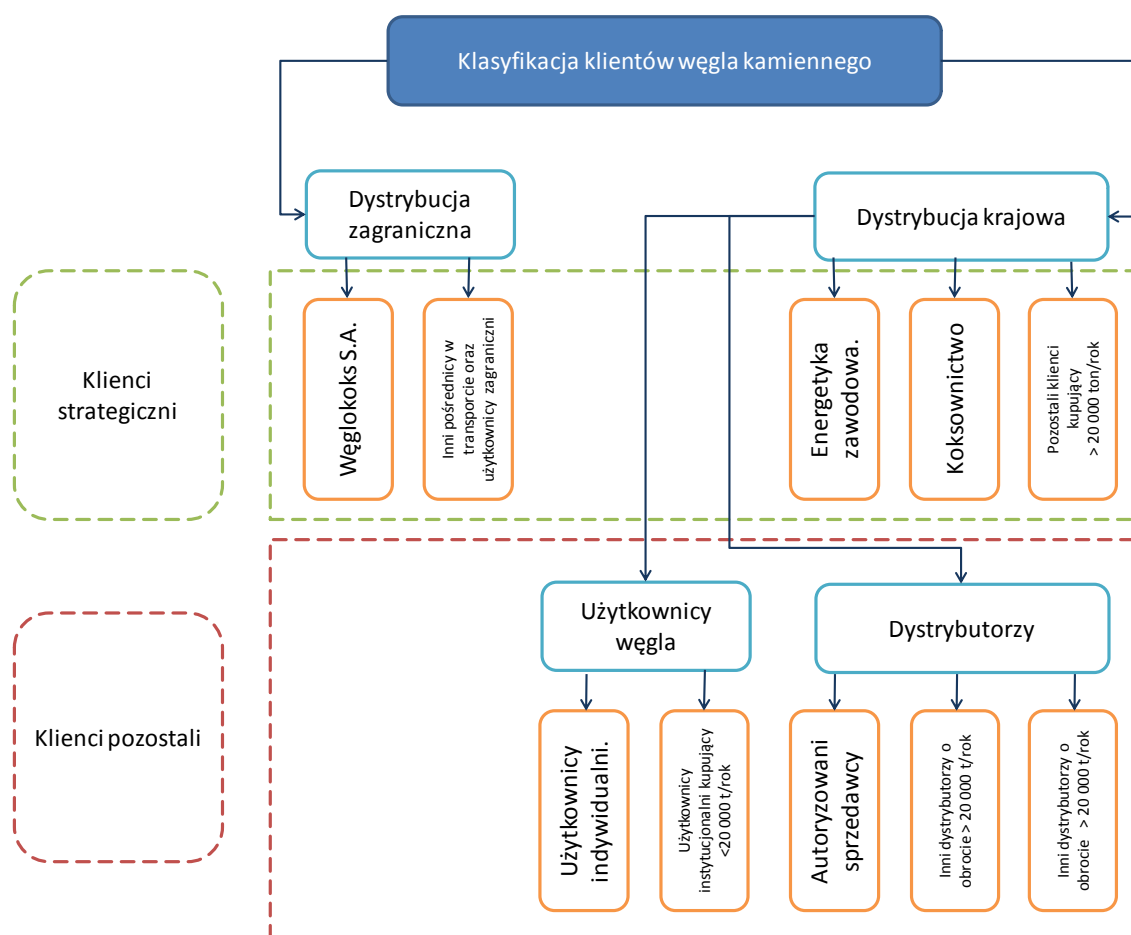 Klasyfikacja klientów węgla kamiennego
Dystrybucja
zagraniczna
Dystrybucja krajowa
Klienci
strategiczni
Węglokoks S.A.
Inni pośrednicy w
transporcie oraz
użytkownicy zagraniczni
Energetyka
zawodowa.
Koksownictwo
Pozostali klienci
kupujący
> 20 000 ton/rok
Użytkownicy
węgla
Dystrybutorzy
Klienci pozostali
Użytkownicy
indywidualni.
Użytkownicy
instytucjonalni kupujący
<20 000 t/rok
Autoryzowani
sprzedawcy
Inni dystrybutorzy o
obrocie > 20 000 t/rok
Inni dystrybutorzy o
obrocie > 20 000 t/rok